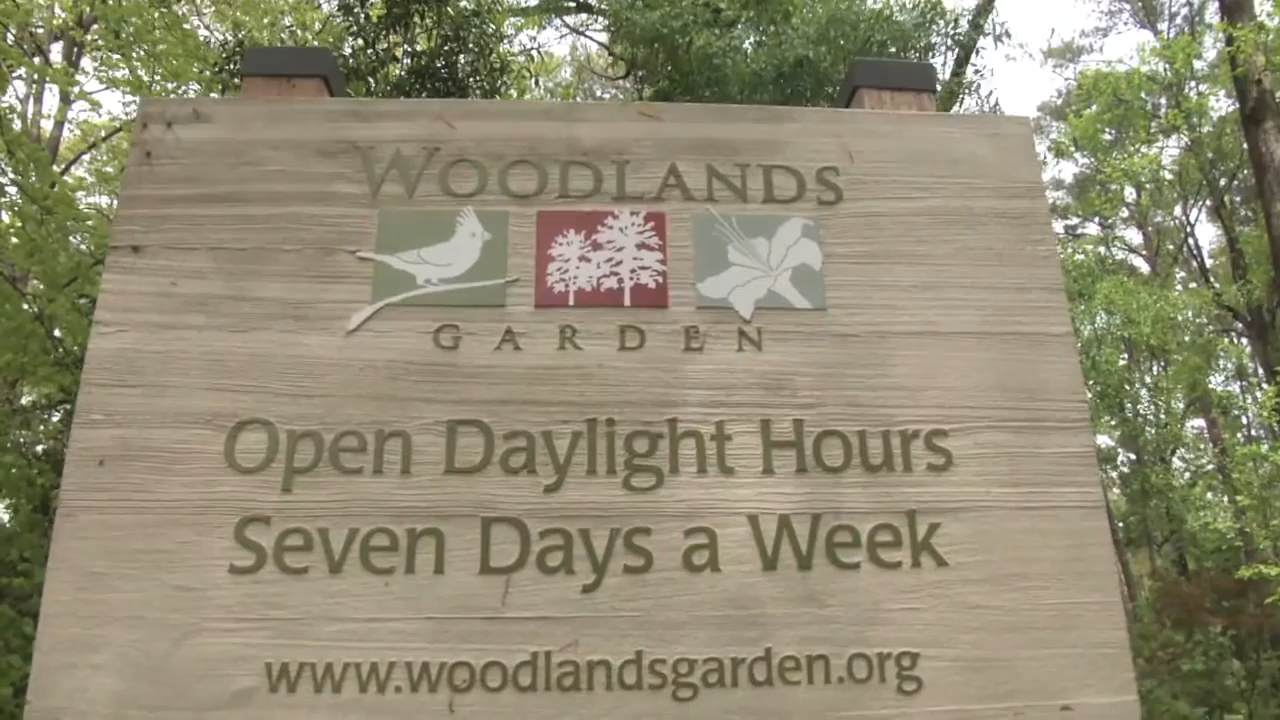 WOODLANDS
GARDEN
Open Daylight Hours
Seven Days a Week
www.woodlandsgarden.org